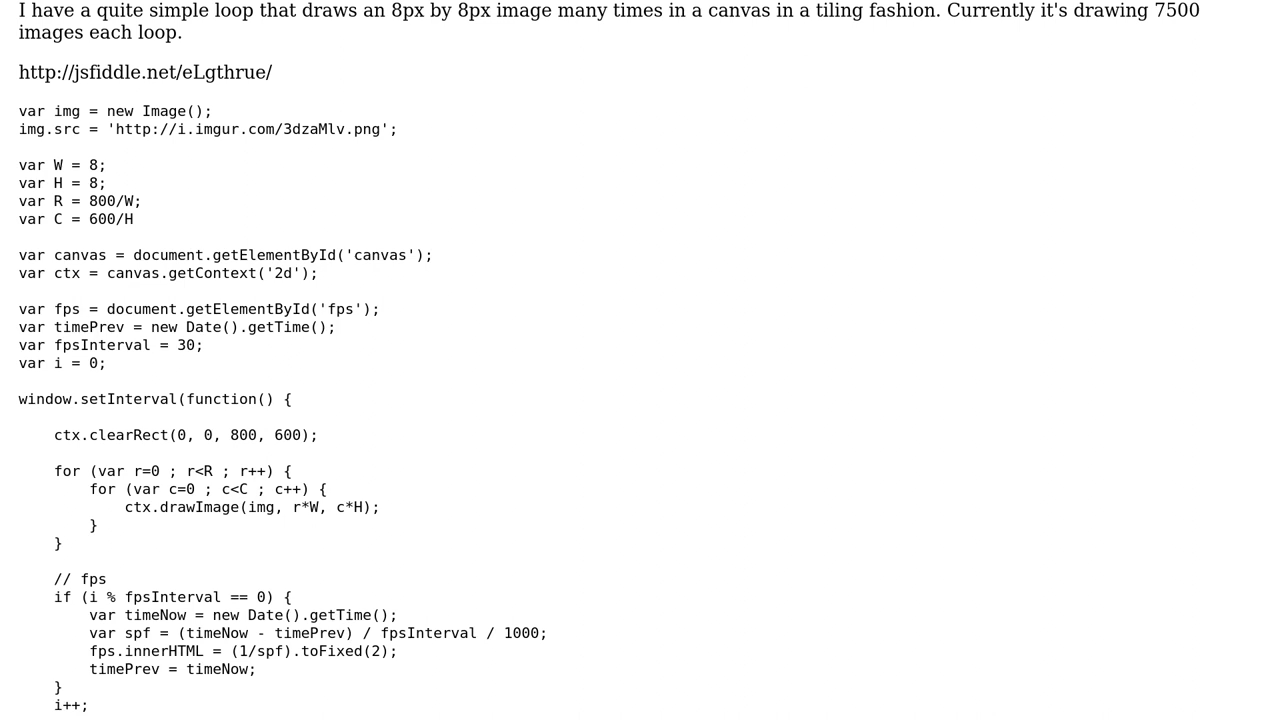 I have a quite simple loop that draws an 8px by 8px image many times in a canvas in a tiling fashion. Currently it's drawing 7500
images each loop.
http://jsfiddle.net/eLgthrue/
var img = new Image();
img.src = 'http://i.imgur.com/3dzaMlv.png';
var W = 8;
var H = 8;
var R = 800/W;
var C = 600/H
var canvas = document.getElementById('canvas');
var ctx = canvas.getContext('2d');
var fps = document.getElementById('fps');
var timePrev = new Date().getTime();
var fpsInterval = 30;
var i = 0;
window.setInterval(function() {
    ctx.clearRect(0, 0, 800, 600);
    for (var r=0 ; r<R ; r++) {
        for (var c=0 ; c<C ; c++) {
            ctx.drawImage(img, r*W, c*H);
        }
    }
    // fps
    if (i % fpsInterval == 0) {
        var timeNow = new Date().getTime();
        var spf = (timeNow - timePrev) / fpsInterval / 1000;
        fps.innerHTML = (1/spf).toFixed(2);
        timePrev = timeNow;
    }
    i++;